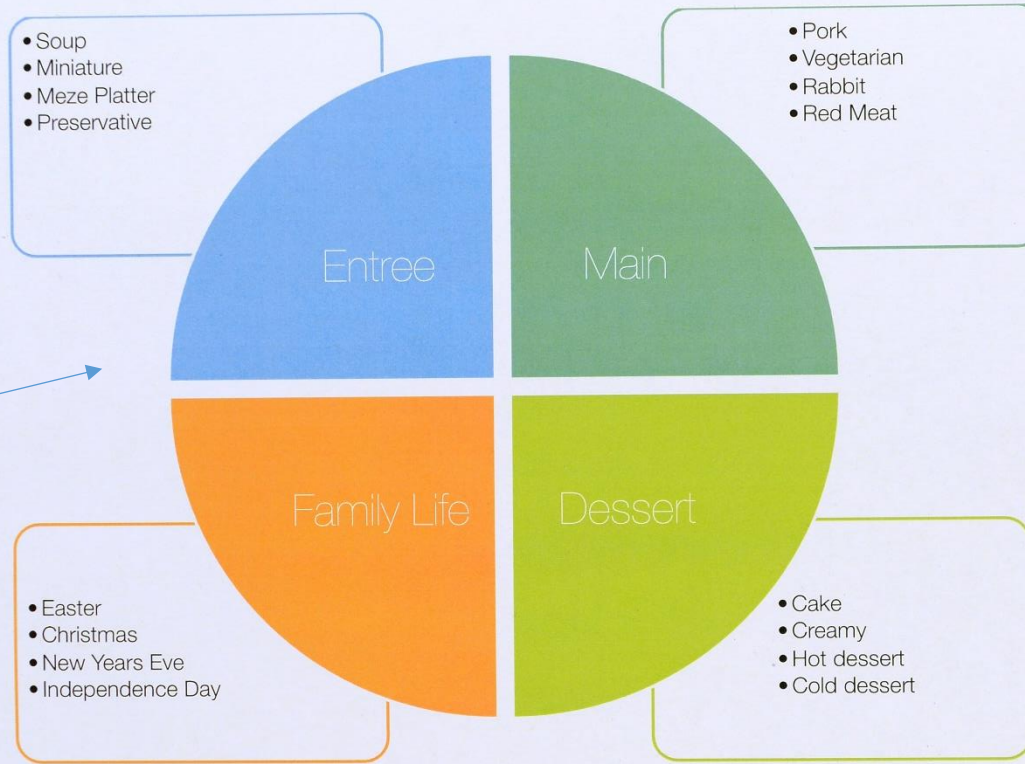 • Soup
• Miniature
• Meze Platter
• Preservative
• Pork
• Vegetarian
• Rabbit
• Red Meat
Entree
Main
Family Life
Dessert
• Easter
• Christmas
• New Years Eve
• Independence Day
• Cake
• Creamy
• Hot dessert
• Cold dessert